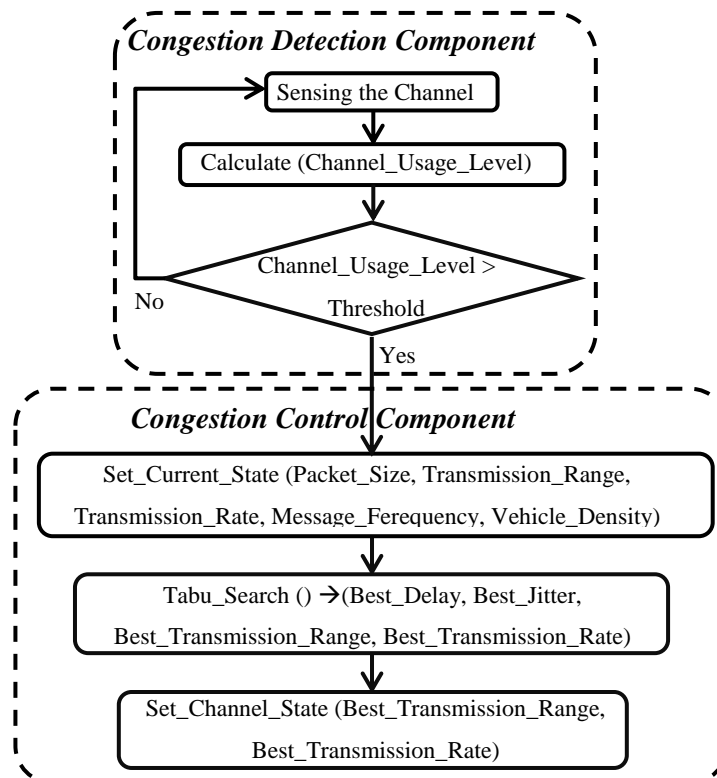 Congestion Detection Component
Sensing the Channel
Calculate (Channel_Usage_Level)
Channel_Usage_Level >
Threshold
No
Yes
Congestion Control Component
Set_Current_State (Packet_Size, Transmission_Range,
Transmission_Rate, Message_Ferequency, Vehicle_Density)
Tabu_Search () →(Best_Delay, Best_Jitter,
Best_Transmission_Range, Best_Transmission_Rate)
Set_Channel_State (Best_Transmission_Range,
Best_Transmission_Rate)